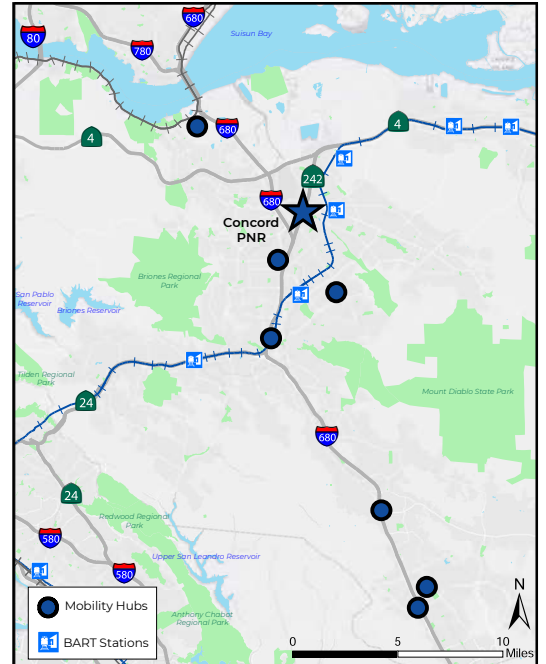 680
Suisun Bay
80
780
680
4
4
242
680
Concord
PNR
Briones Regional
Park
San Pablo
Reservoir
Briones Reservoir
Tilden Regional
Park
Mount Diablo State Park
24
680
24
Redwood Regional
Park
580
Upper San Leandro Reservoir
580
N
Mobility Hubs
Anthony Chabot
Regional Park
BART Stations
0
5
10
Miles